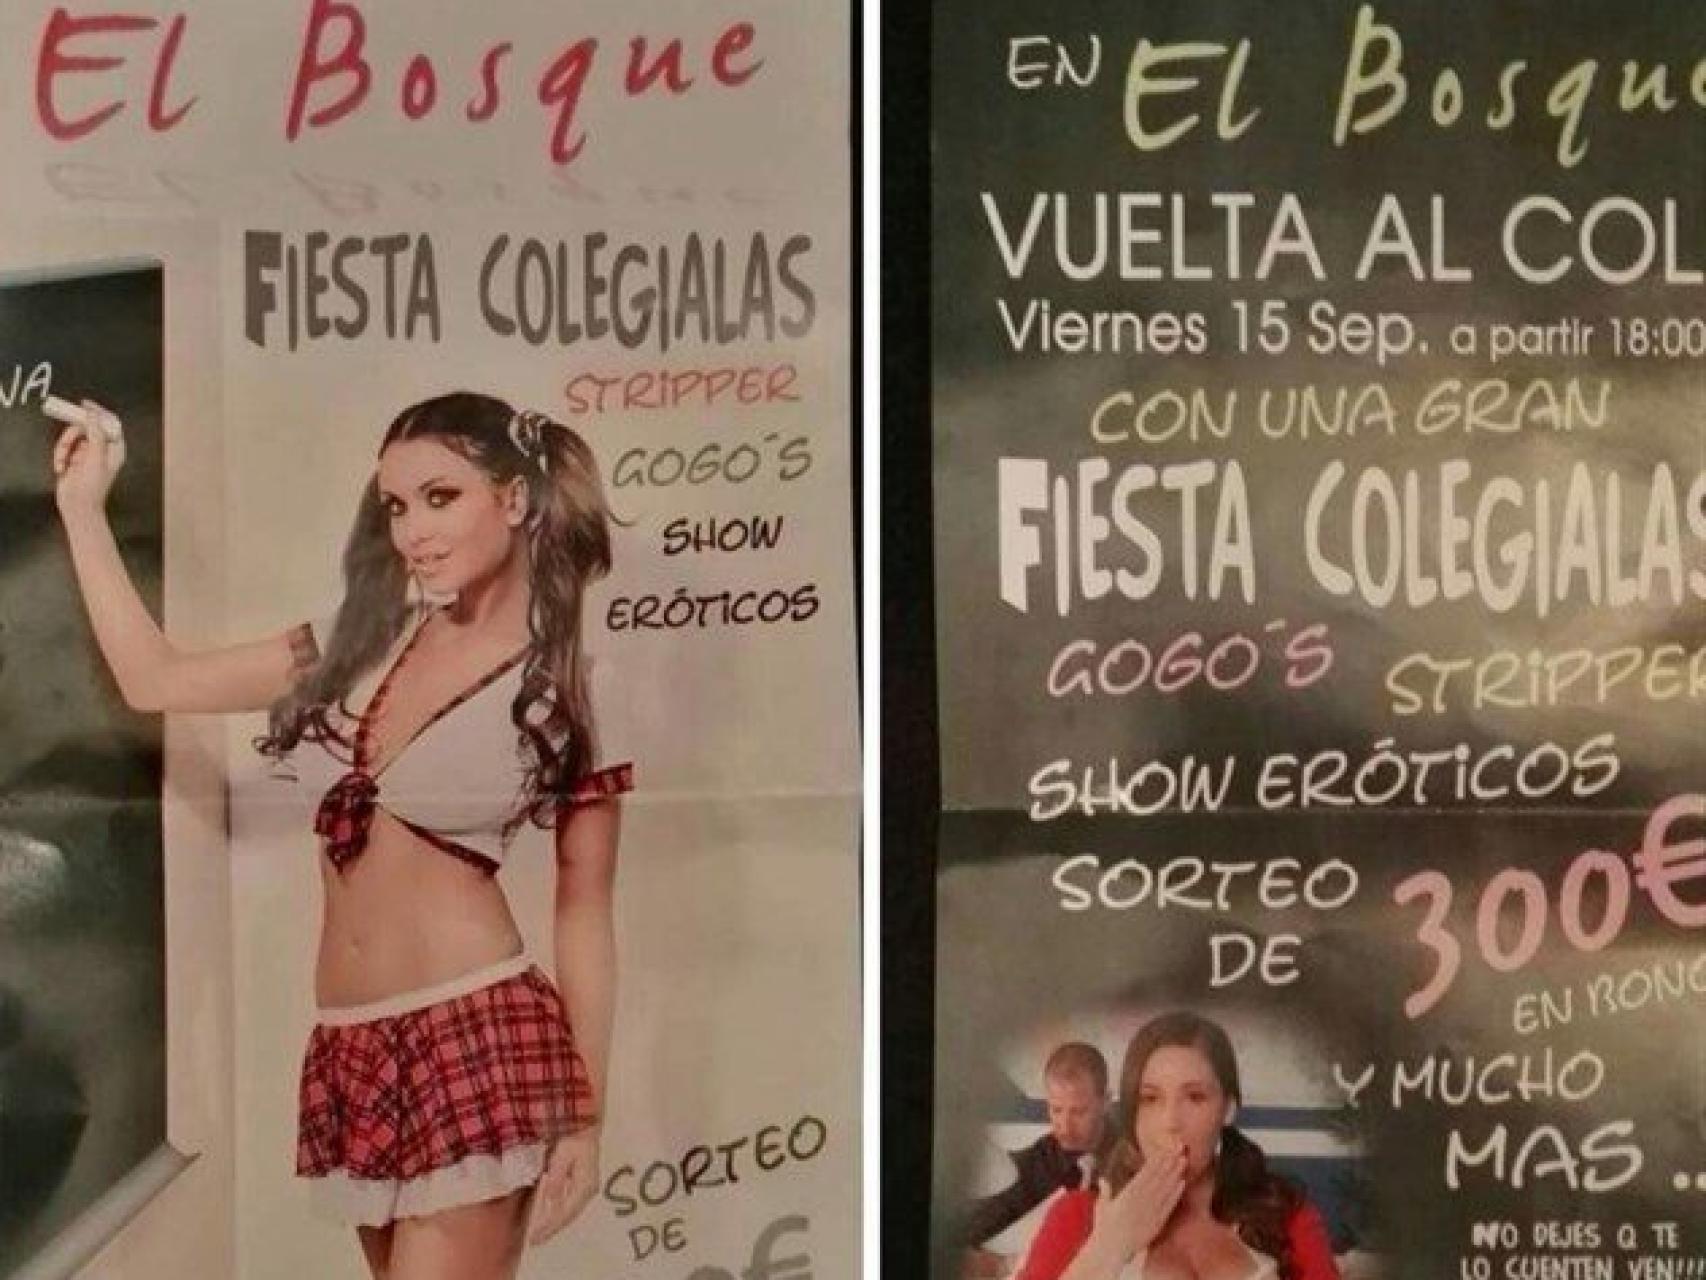 El Bosque
FIESTA COLEGIALAS
STRIPPER
GOGO´S
SHOW
ERÓTICOS
NA
SORTEO
DE
€
EN El Bosque
VUELTA AL COL
Viernes 15 Sep. a partir 18:00
CON UNA GRAN
FIESTA COLEGIALAS
GOGO´S STRIPPER
SHOW ERÓTICOS
SORTEO 300€
DE
EN BONO
Y MUCHO
MAS ..
NO DEJES Q TE
LO CUENTEN VEN!!!